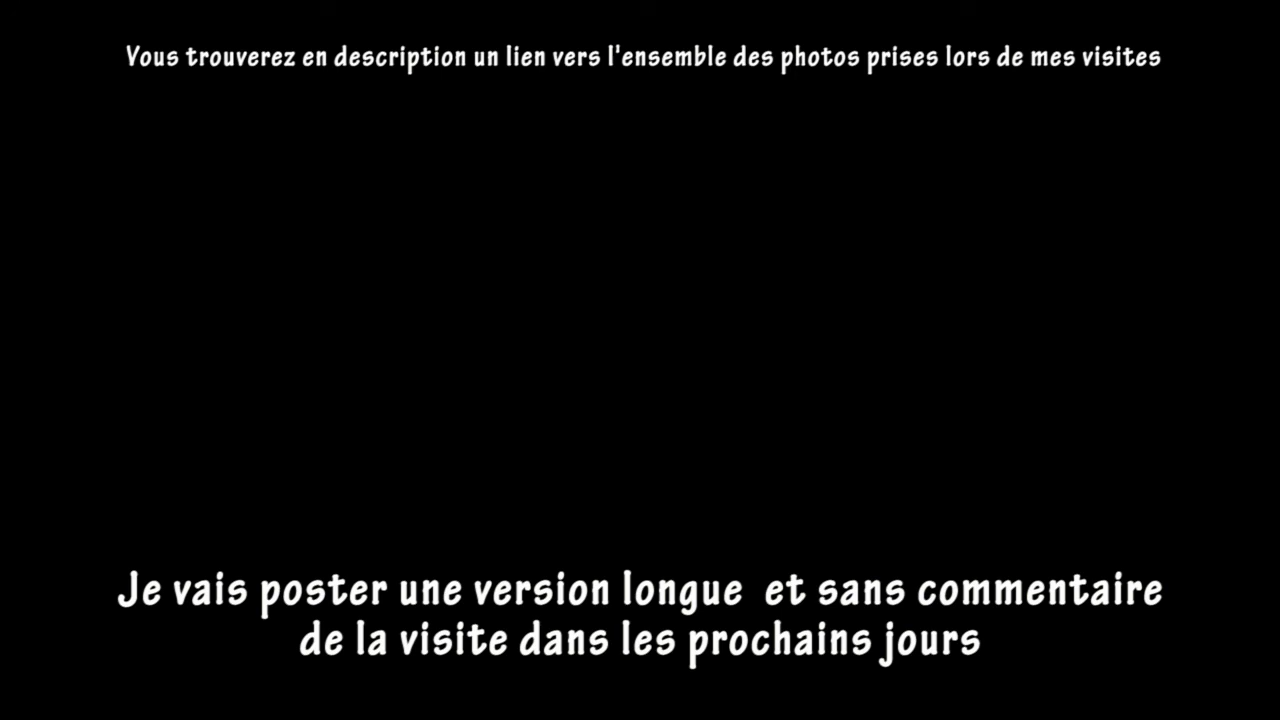 Vous trouverez en description un lien vers l'ensemble des photos prises lors de mes visites
Je vais poster une version longue et sans commentaire
de la visite dans les prochains jours